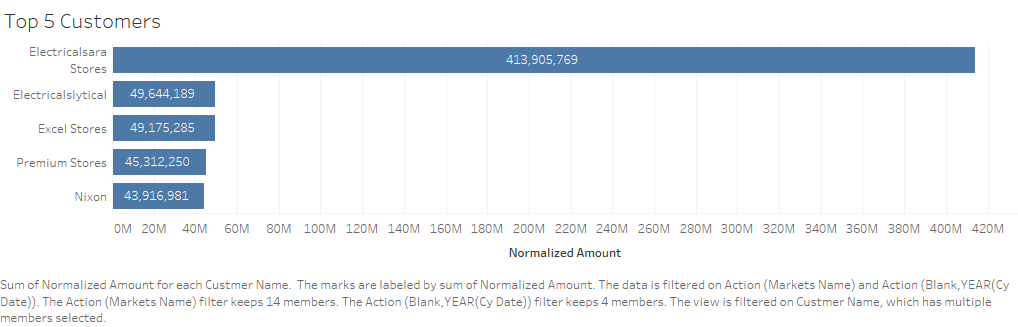 Top 5 Customers
Electricalsara
Stores
413,905,769
Electricalslytical
49,644,189
Excel Stores
49,175,285
Premium Stores
45,312,250
Nixon
43,916,981
0M 20M 40M 60M 80M 100M 120M 140M 160M 180M 200M 220M 240M 260M 280M 300M 320M 340M 360M 380M 400M 420M
Normalized Amount
Sum of Normalized Amount for each Custmer Name. The marks are labeled by sum of Normalized Amount. The data is filtered on Action (Markets Name) and Action (Blank,YEAR(Cy
Date)). The Action (Markets Name) filter keeps 14 members. The Action (Blank,YEAR(Cy Date)) filter keeps 4 members. The view is filtered on Custmer Name, which has multiple
members selected.